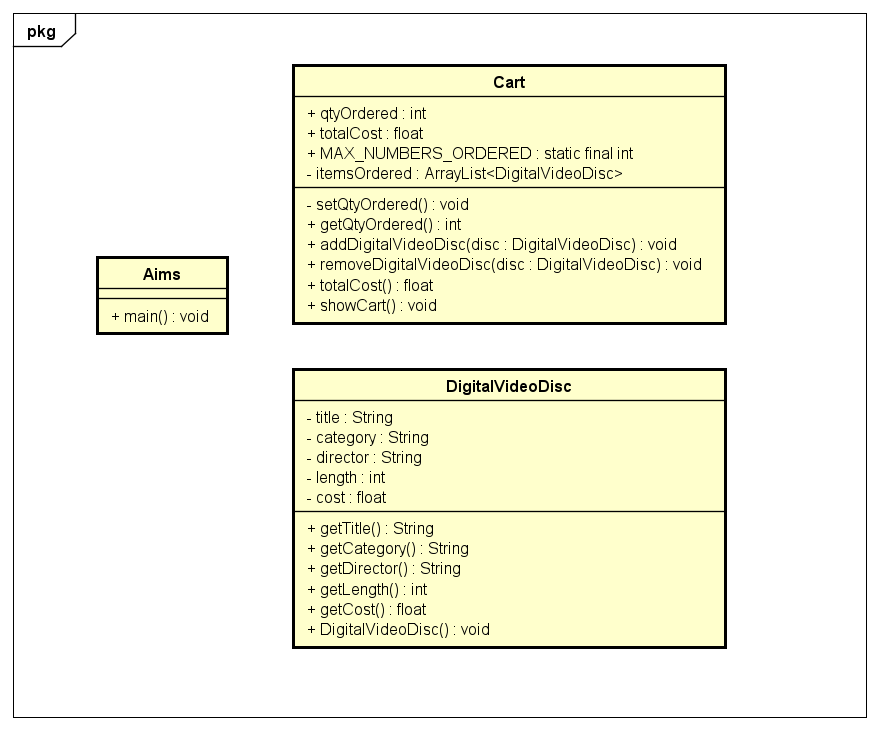 pkg
Cart
+ qtyOrdered : int
+ totalCost : float
+ MAX_NUMBERS_ORDERED : static final int
- itemsOrdered : ArrayList<DigitalVideoDisc>
- setQtyOrdered() : void
+ getQtyOrdered() : int
+ addDigitalVideoDisc(disc : DigitalVideoDisc) : void
+ removeDigitalVideoDisc(disc : DigitalVideoDisc) : void
+ totalCost() : float
+ showCart() : void
Aims
+ main() : void
DigitalVideoDisc
- title : String
- category : String
- director : String
- length : int
- cost : float
+ getTitle() : String
+ getCategory() : String
+ getDirector() : String
+ getLength() : int
+ getCost() : float
+ DigitalVideoDisc() : void